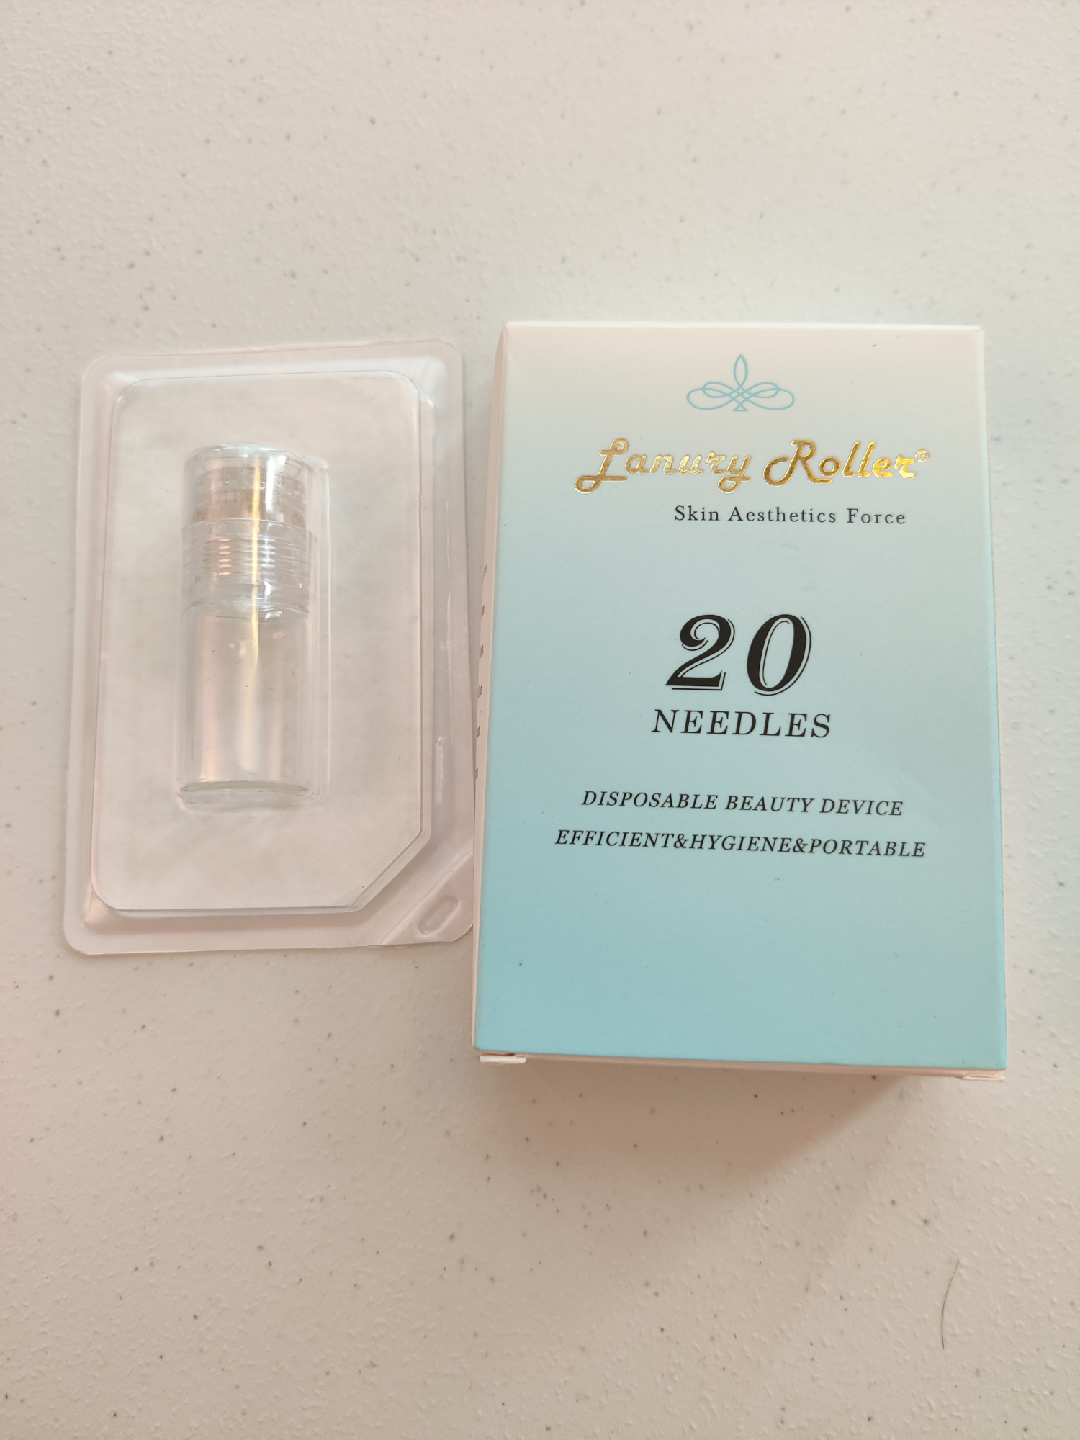 Lanury Roller®
Skin Aesthetics Force
20
NEEDLES
DISPOSABLE BEAUTY DEVICE
EFFICIENT&HYGIENE&PORTABLE